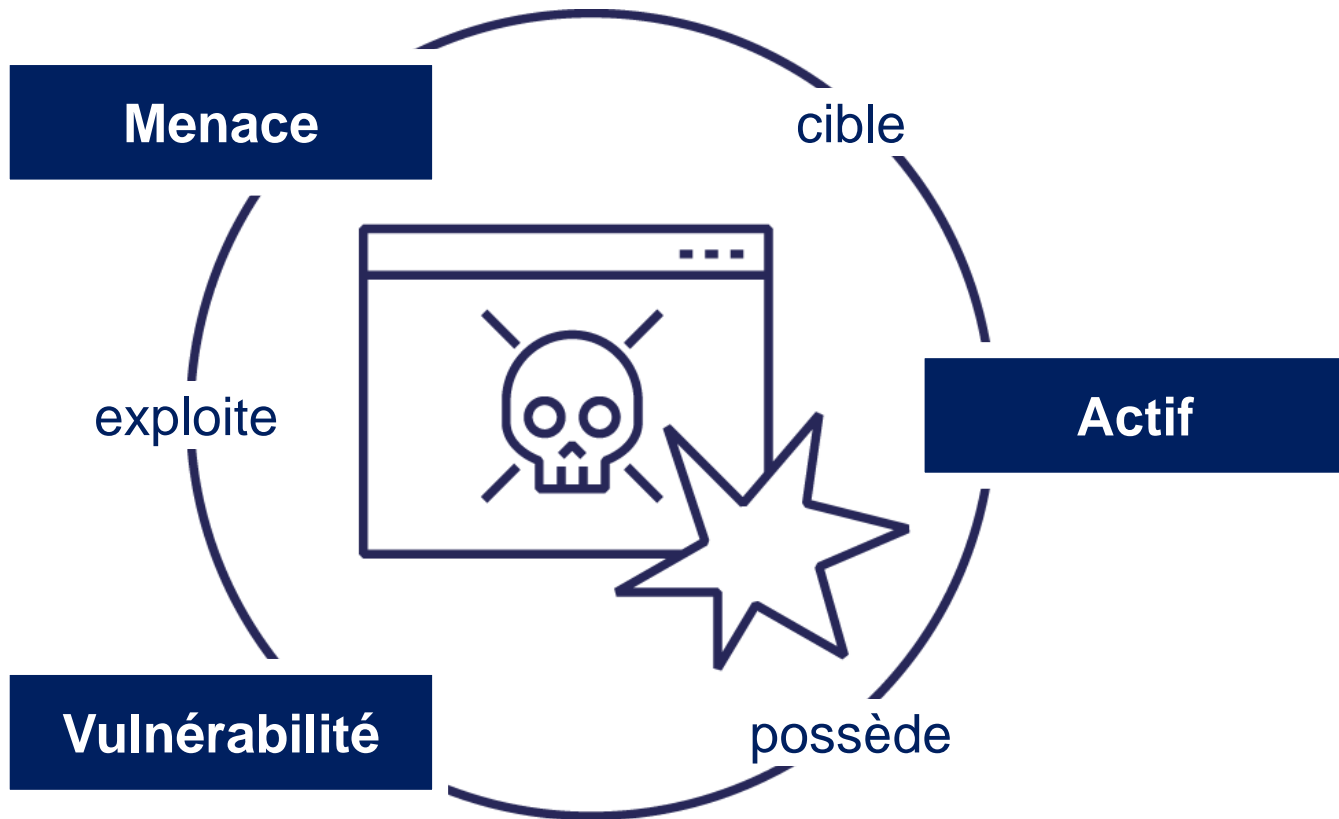 Menace
cible
exploite
Actif
Vulnérabilité
possède